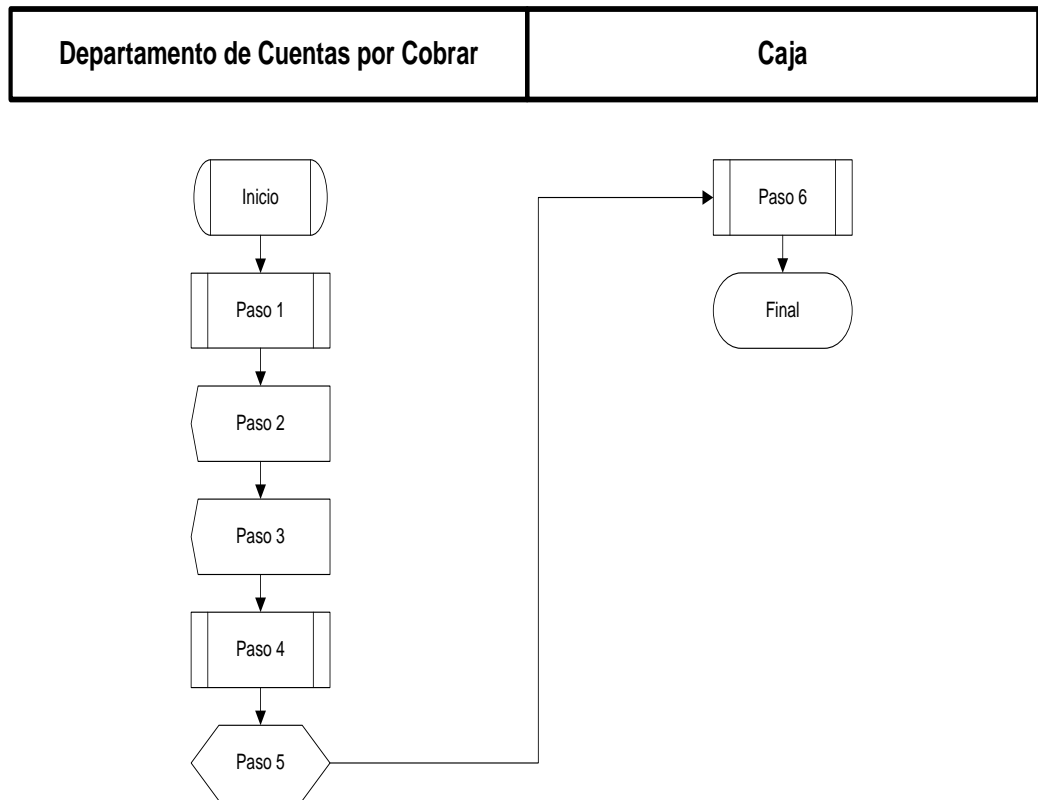 Departamento de Cuentas por Cobrar
Caja
Inicio
Paso 1
Paso 2
Paso 3
Paso 4
Paso 5
Paso 6
Final